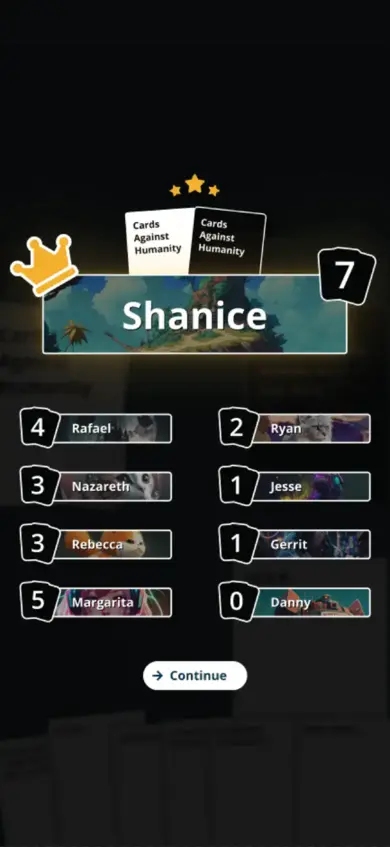 Cards
Against
Humanity
Cards
Against
Humanity
7
Shanice
4 Rafael
2 Ryan
3 Nazareth
1 Jesse
3 Rebecca
1 Gerrit
5 Margarita
0 Danny
→ Continue